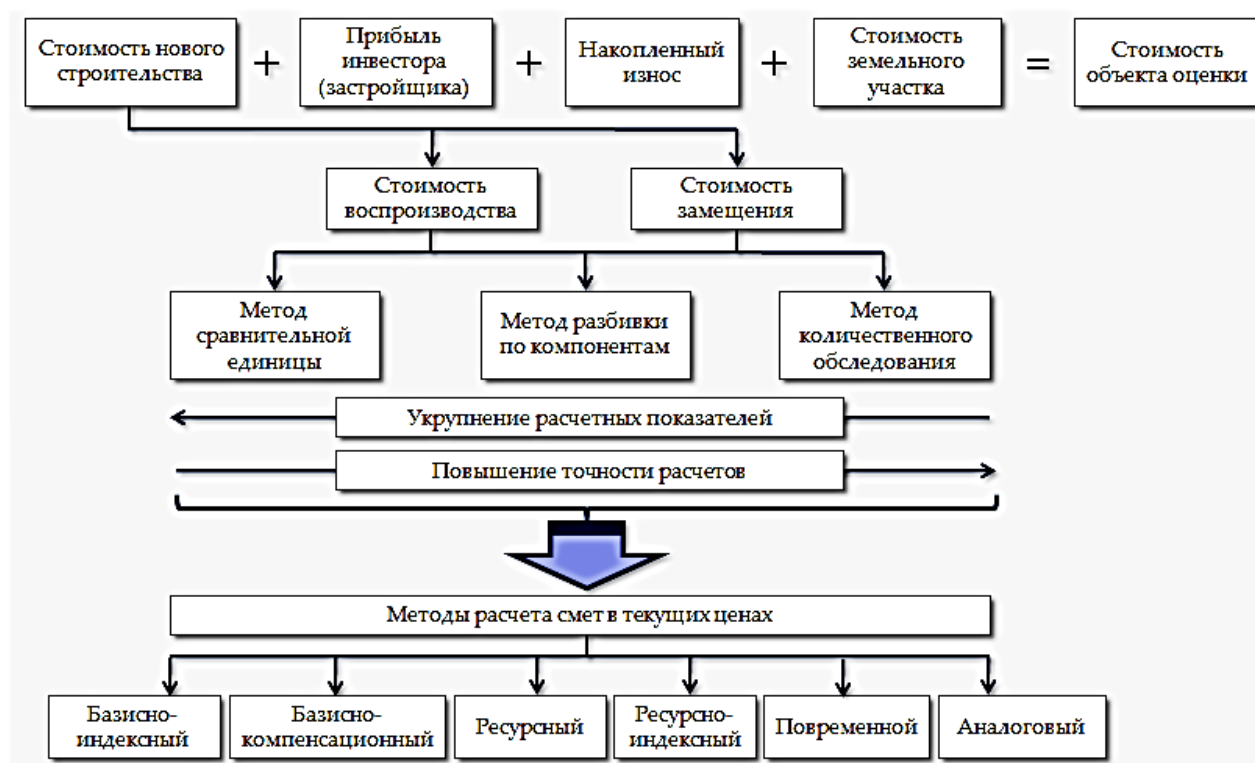 Стоимость нового
строительства
+
Прибыль
инвестора
(застройщика)
+
Накопленный
износ
+
Стоимость
земельного
участка
=
Стоимость
объекта оценки
Стоимость
воспроизводства
Стоимость
замещения
Метод
сравнительной
единицы
Метод разбивки
по компонентам
Метод
количественного
обследования
Укрупнение расчетных показателей
Повышение точности расчетов
Методы расчета смет в текущих ценах
Базисно-
индексный
Базисно-
компенсационный
Ресурсный
Ресурсно-
индексный
Повременной
Аналоговый